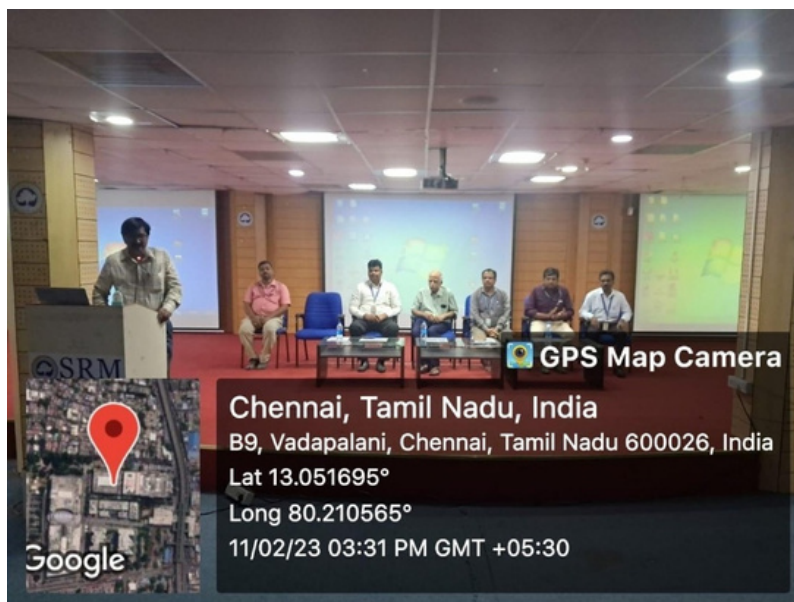 SRM
GPS Map Camera
Chennai, Tamil Nadu, India
B9, Vadapalani, Chennai, Tamil Nadu 600026, India
Lat 13.051695°
Long 80.210565°
11/02/23 03:31 PM GMT +05:30
Google